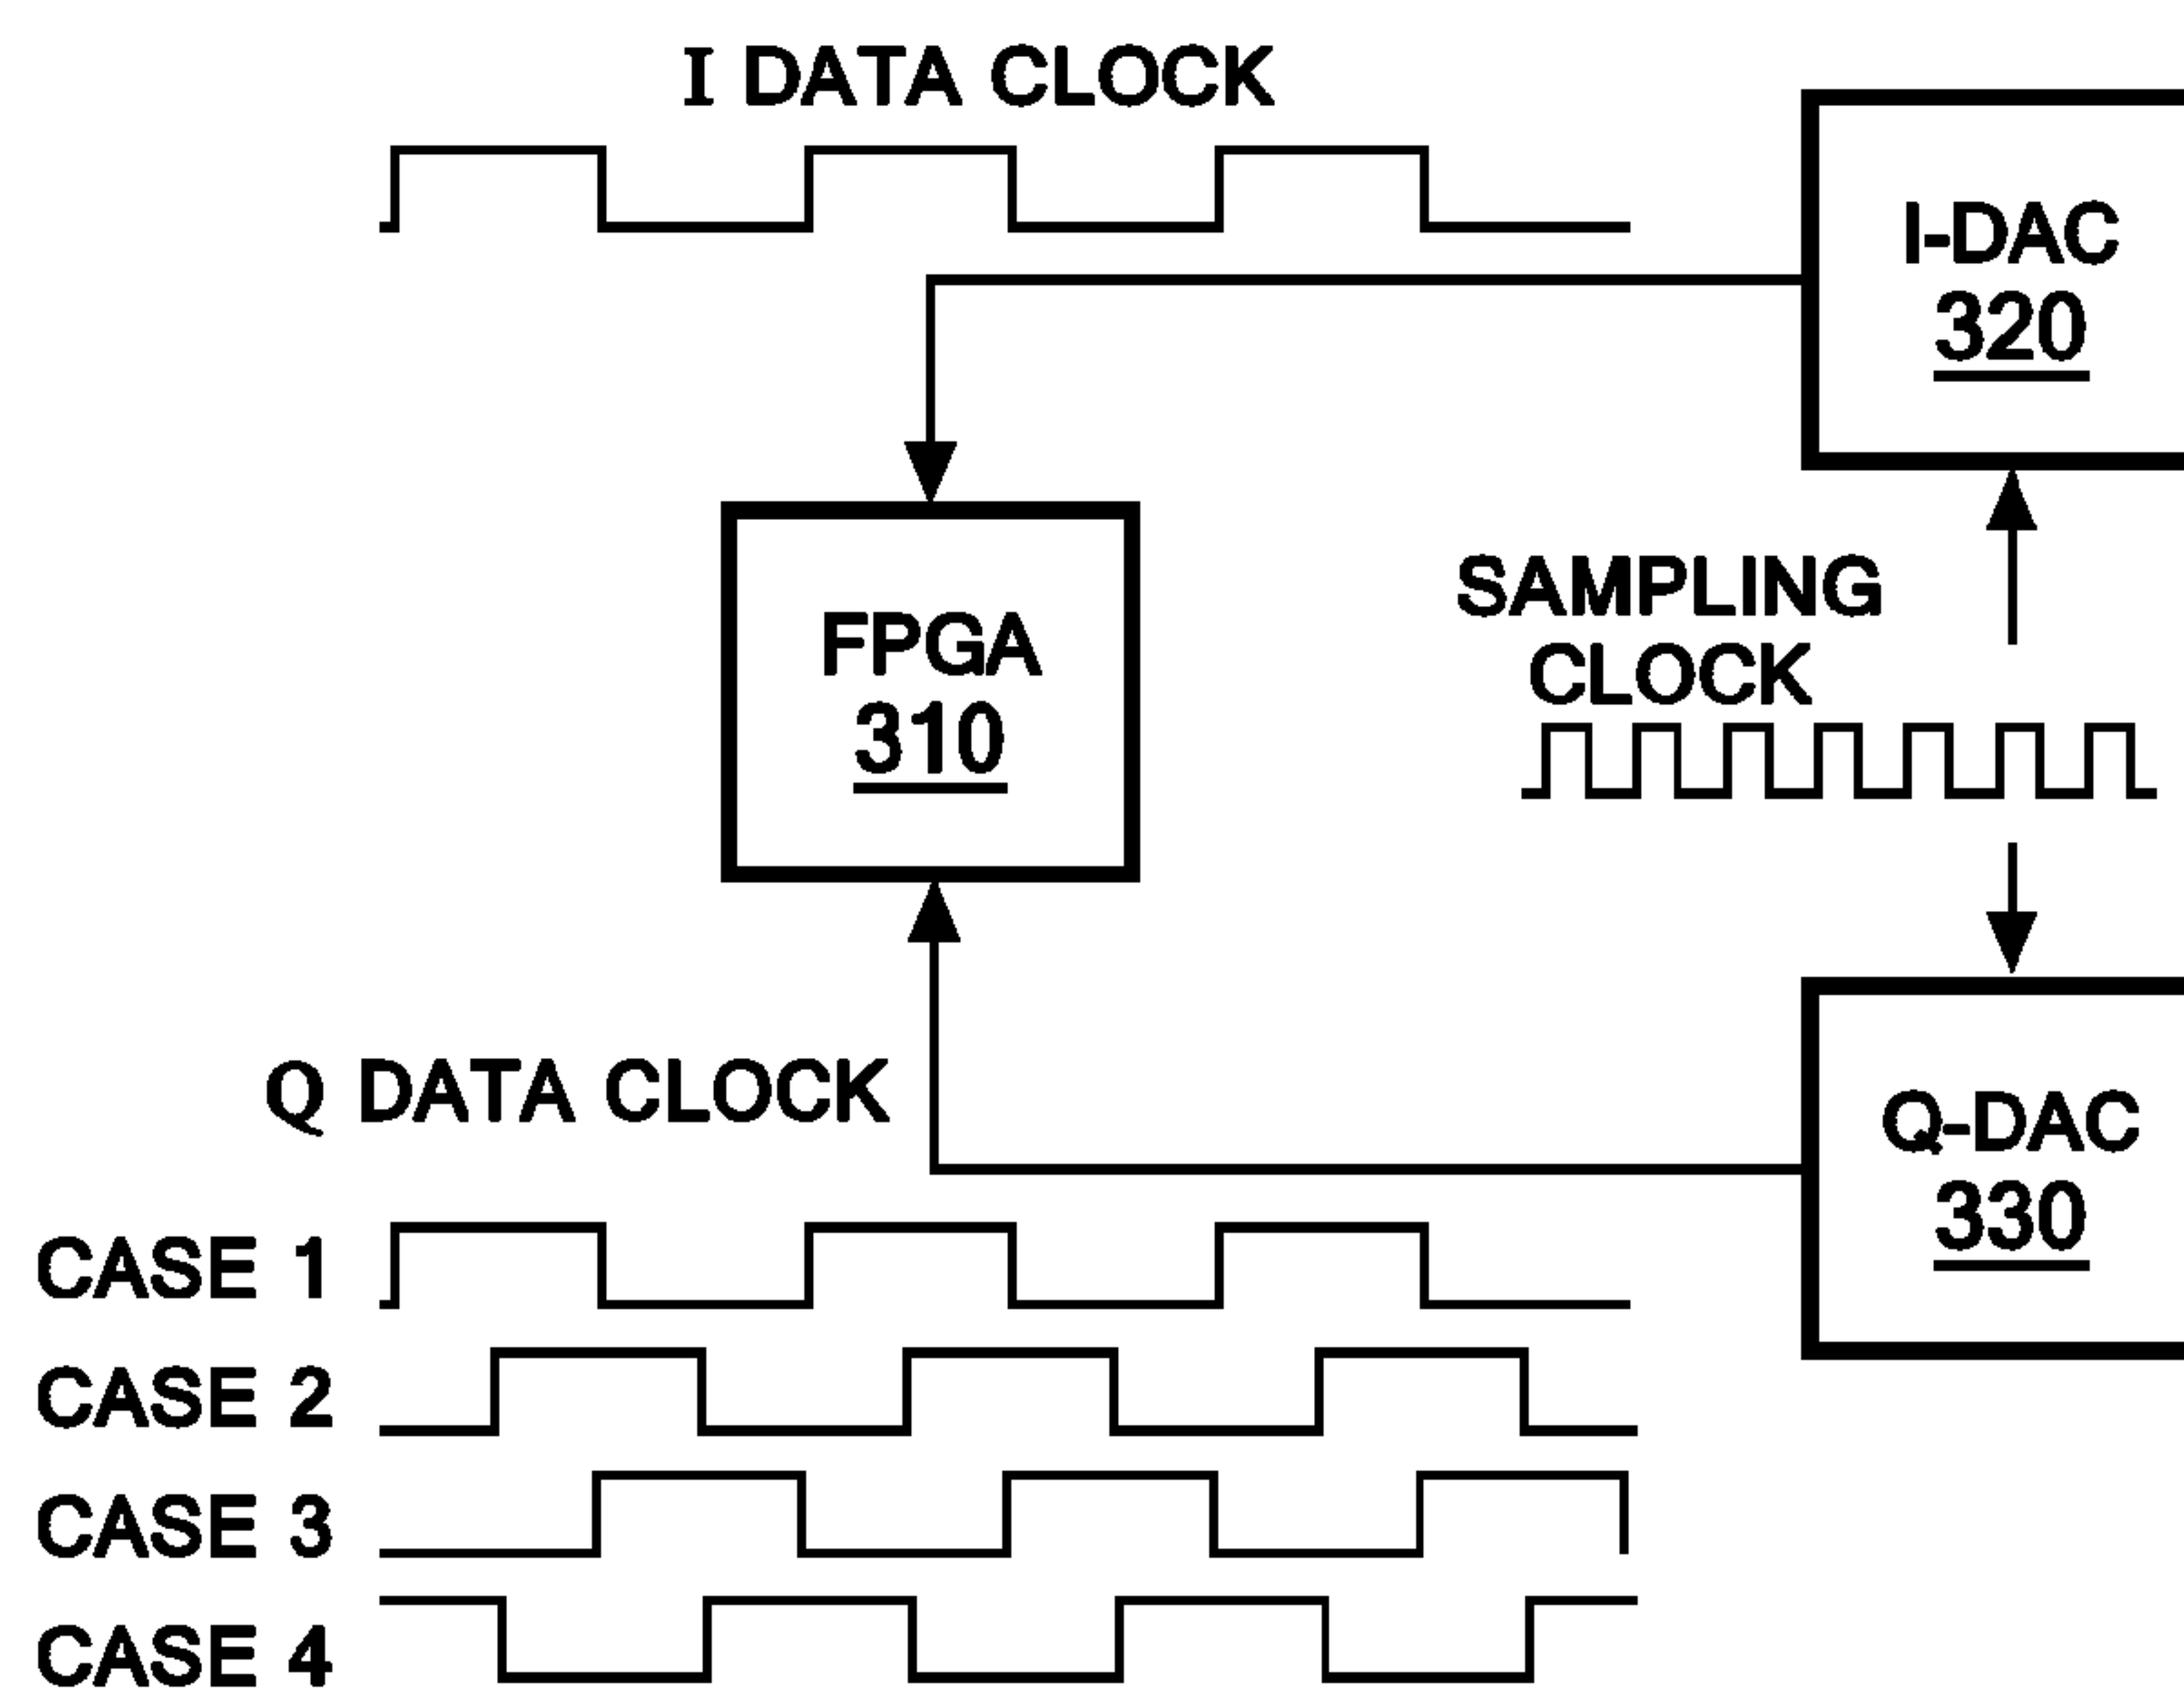 I DATA CLOCK
I-DAC
320
SAMPLING
CLOCK
FPGA
310
Q DATA CLOCK
Q-DAC
330
CASE 1
CASE 2
CASE 3
CASE 4